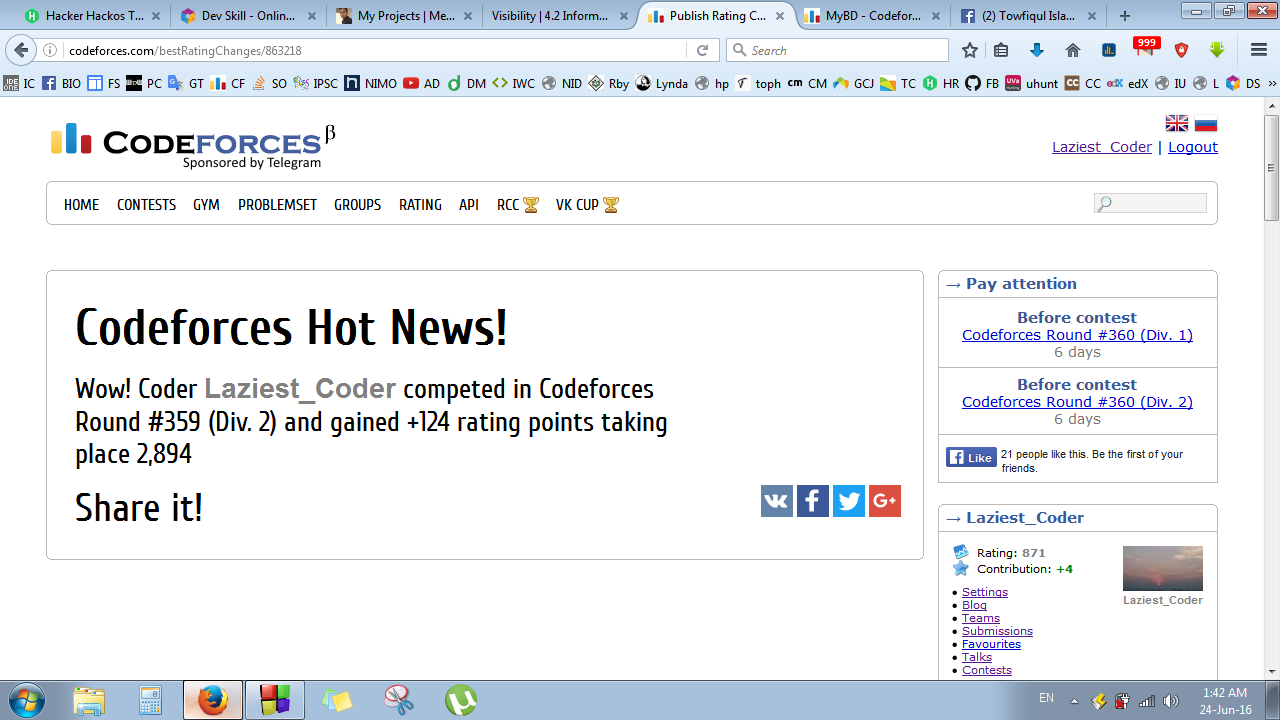 Hacker Hackos T...
Dev Skill - Onlin...
My Projects | Me...
Visibility | 4.2 Inform...
Publish Rating C...
MyBD - Codefor...
(2) Towfiqul Isla...
codeforces.com/bestRatingChanges/863218
Search
999
IC BIO FS PC GT CF SO IPSC NIMO AD DM IWC NID Rby Lynda hp toph CM GCJ TC HR FB uhunt CC edX IU L DS »
CODEFORCES β
Sponsored by Telegram
Laziest_Coder | Logout
HOME CONTESTS GYM PROBLEMSET GROUPS RATING API RCC VK CUP
Codeforces Hot News!
Wow! Coder Laziest_Coder competed in Codeforces
Round #359 (Div. 2) and gained +124 rating points taking
place 2,894
Share it!
→ Pay attention
Before contest
Codeforces Round #360 (Div. 1)
6 days
Before contest
Codeforces Round #360 (Div. 2)
6 days
Like 21 people like this. Be the first of your
friends.
→ Laziest_Coder
Rating: 871
Contribution: +4
Laziest_Coder
• Settings
• Blog
• Teams
• Submissions
• Favourites
• Talks
• Contests
EN
1:42 AM
24-Jun-16